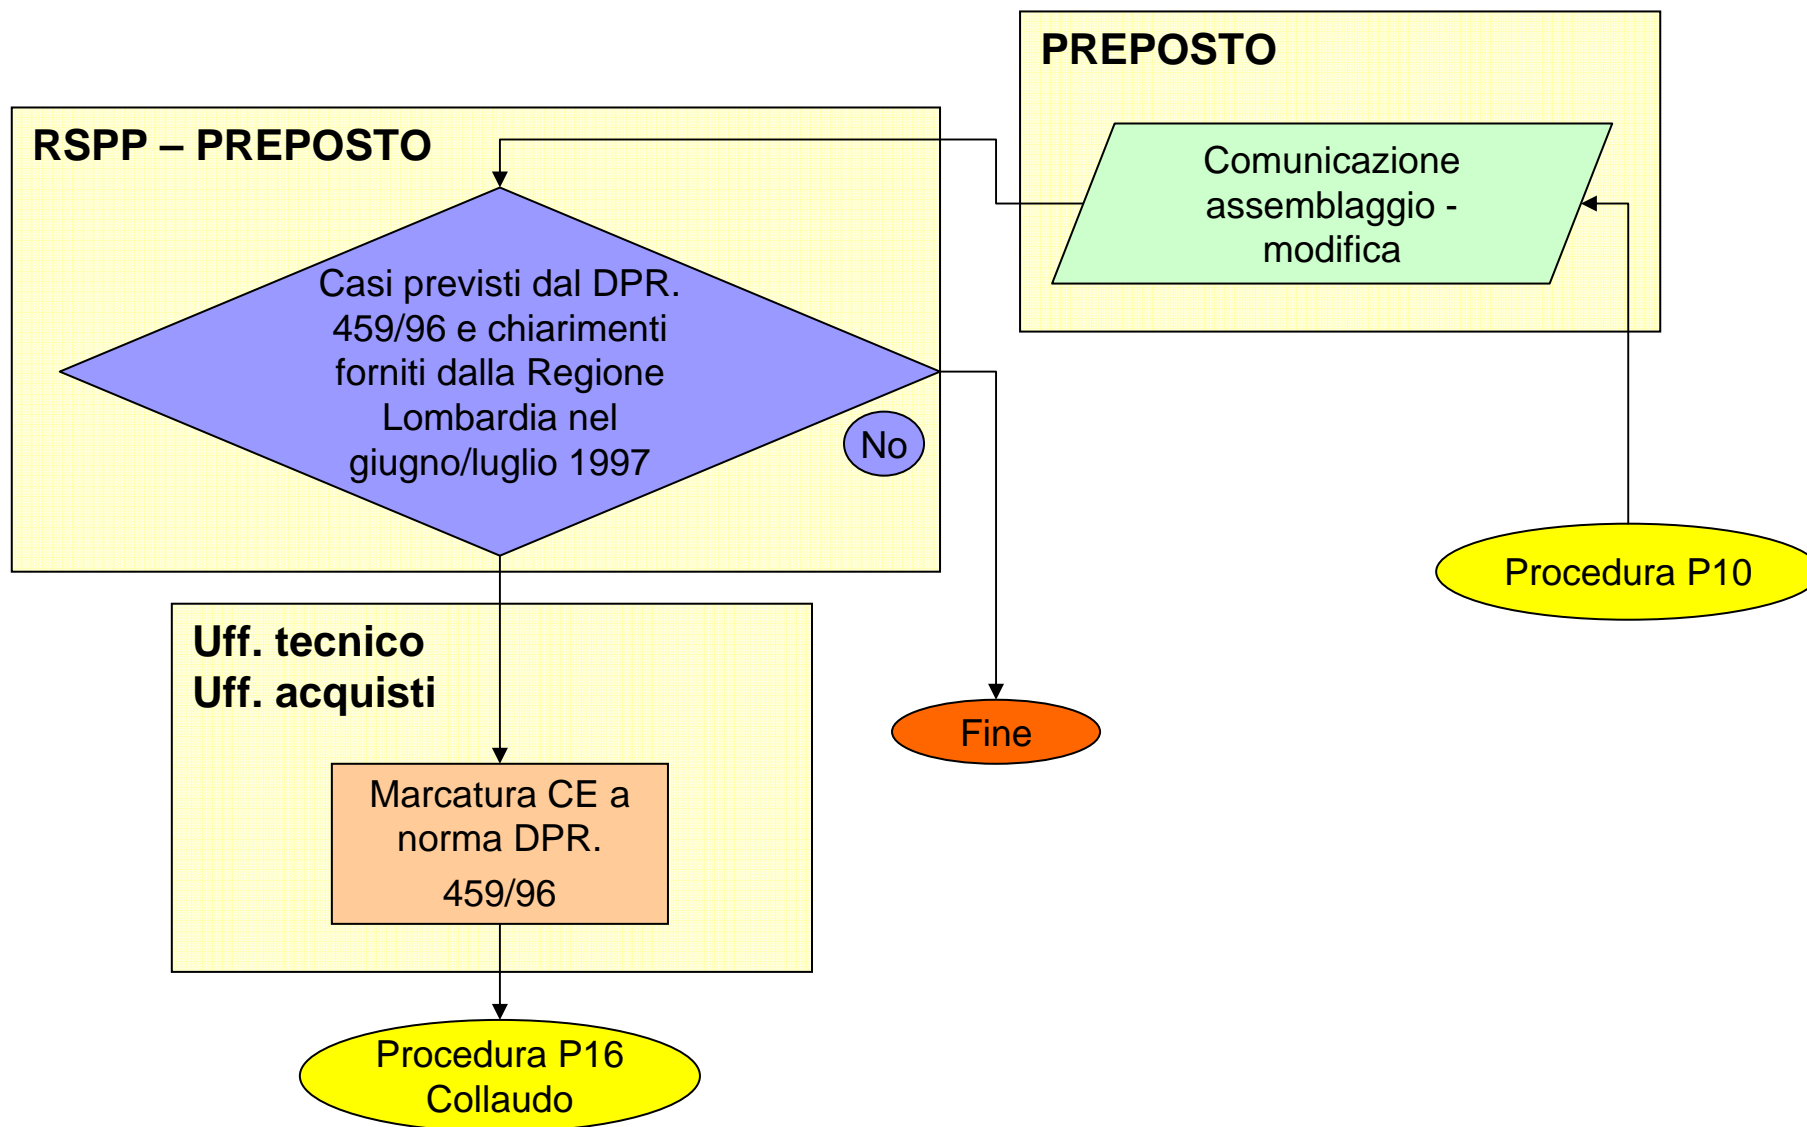 PREPOSTO
Comunicazione
assemblaggio -
modifica
RSPP – PREPOSTO
Casi previsti dal DPR.
459/96 e chiarimenti
forniti dalla Regione
Lombardia nel
giugno/luglio 1997
No
Procedura P10
Uff. tecnico
Uff. acquisti
Fine
Marcatura CE a
norma DPR.
459/96
Procedura P16
Collaudo